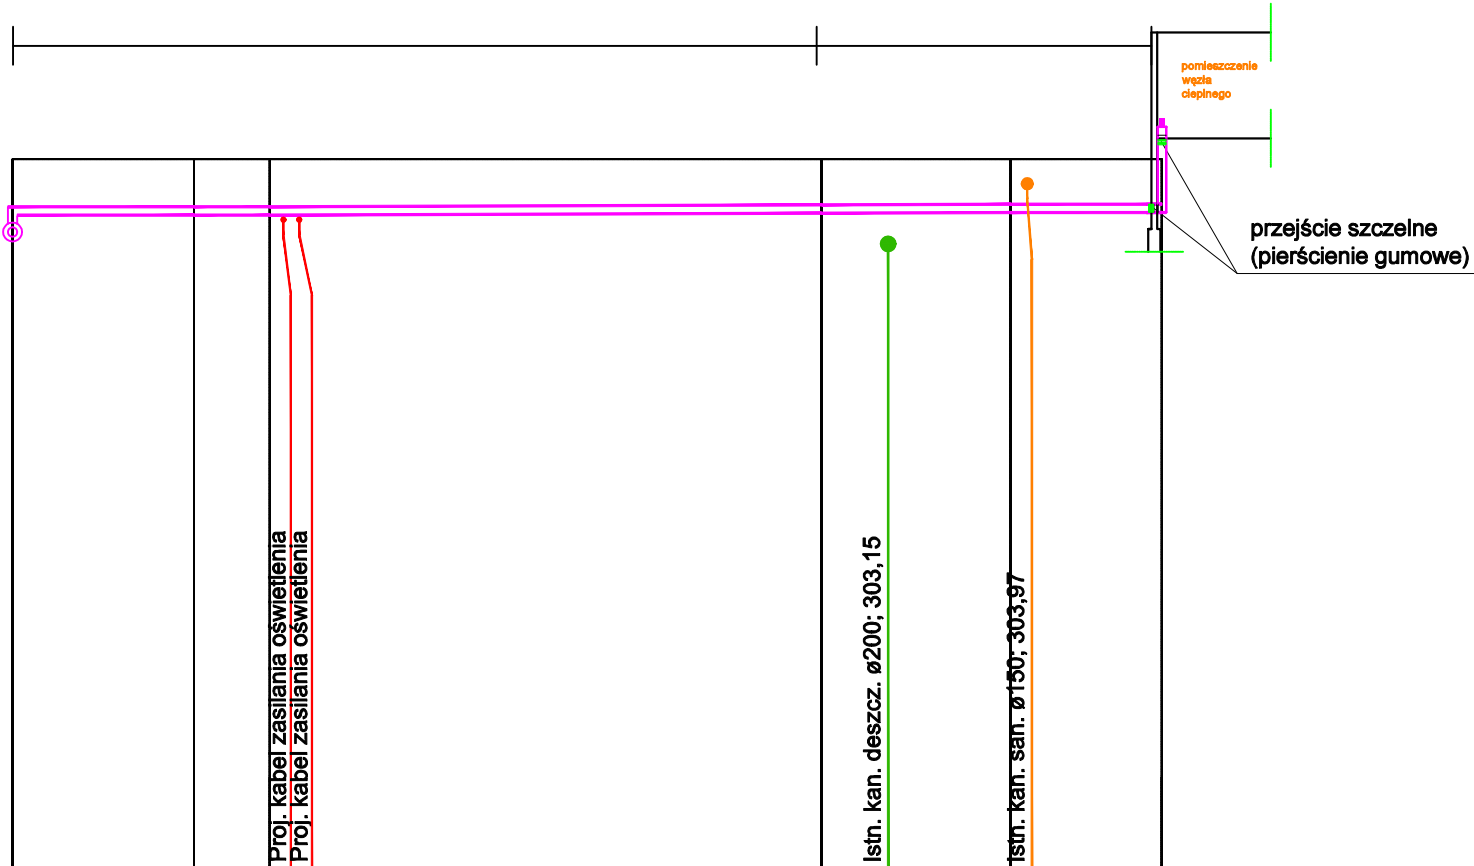 pomieszczenie
węzła
cieplnego
przejście szczelne
(pierścienie gumowe)
Proj. kabel zasilania oświetlenia
Proj. kabel zasilania oświetlenia
Istn. kan. deszcz. ø200; 303,15
Istn. kan. san. ø150; 303,97